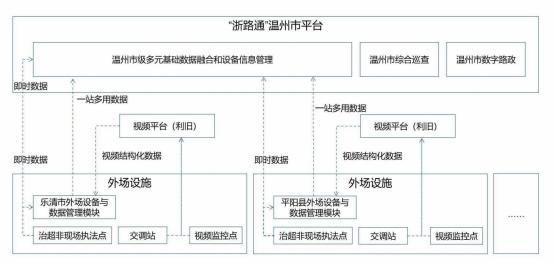 “浙路通”温州市平台
温州市级多元基础数据融合和设备信息管理
温州市综合巡查
温州市数字路政
即时数据
一站多用数据
即时数据
一站多用数据
视频平台（利旧）
视频平台（利旧）
即时数据
视频结构化数据
即时数据
视频结构化数据
外场设施
外场设施
乐清市外场设备与
数据管理模块
平阳县外场设备与
数据管理模块
……
治超非现场执法点
交调站
视频监控点
治超非现场执法点
交调站
视频监控点